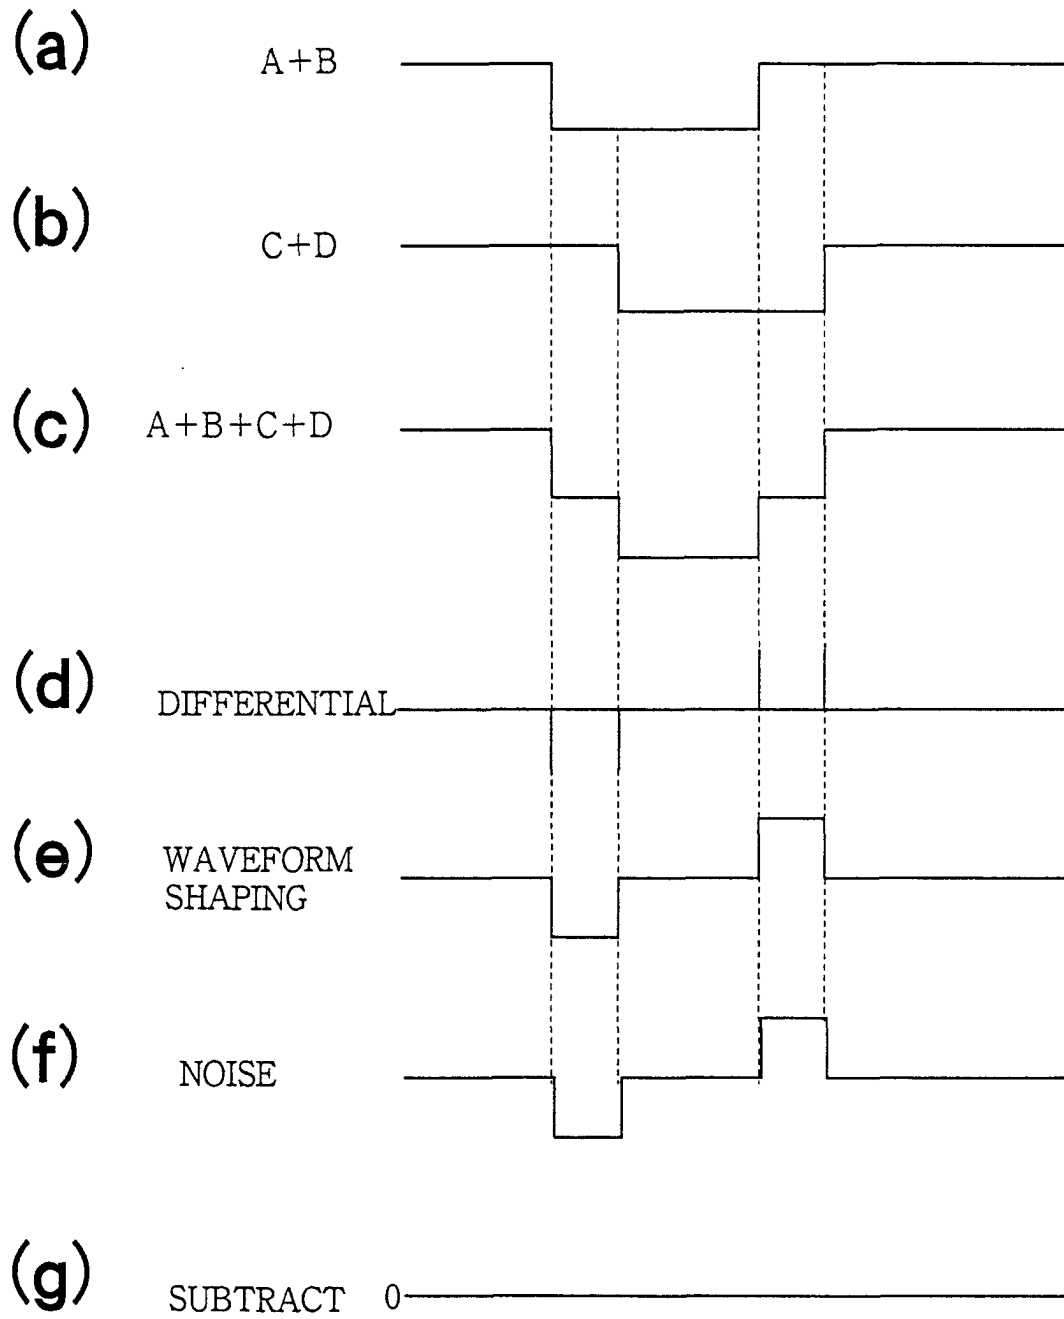 (a) A+B
(b) C+D
(c) A+B+C+D
(d) DIFFERENTIAL
(e) WAVEFORM
SHAPING
(f) NOISE
(g) SUBTRACT 0